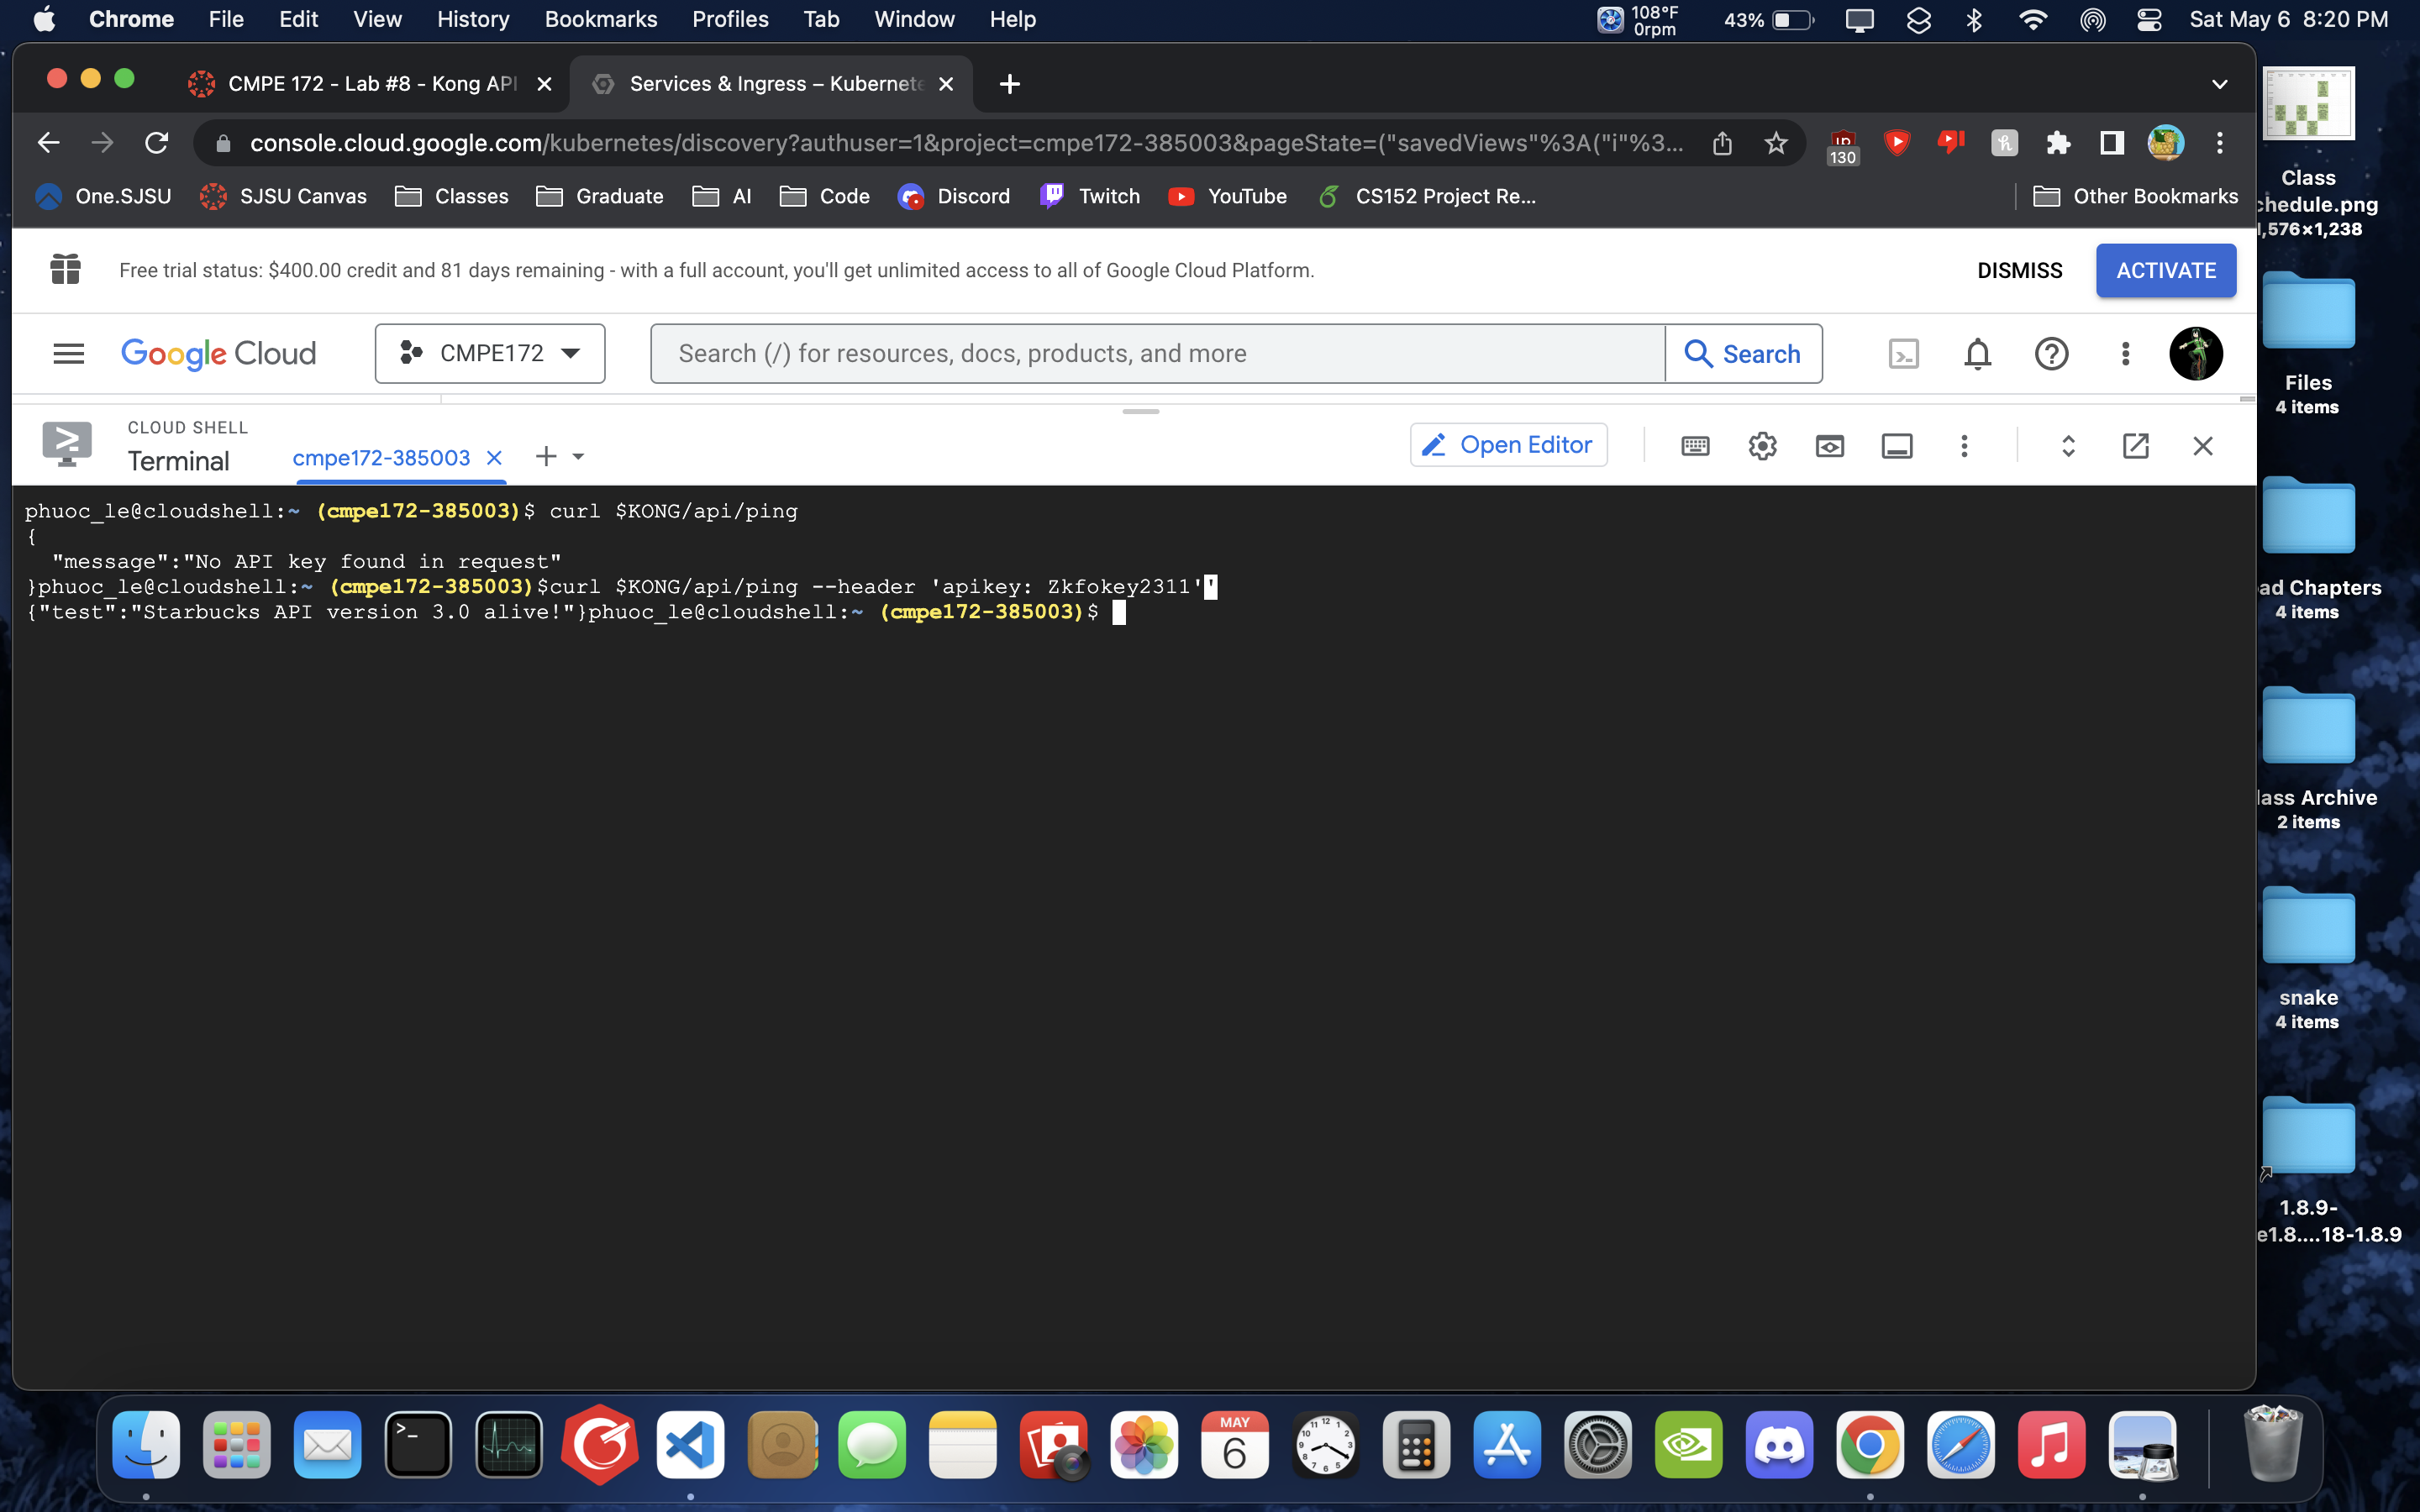 Chrome File Edit View History Bookmarks Profiles Tab Window Help 108°F 0rpm 43% Sat May 6 8:20 PM
CMPE 172 - Lab #8 - Kong API Services & Ingress – Kubernete
console.cloud.google.com/kubernetes/discovery?authuser=1&project=cmpe172-385003&pageState=("savedViews"%3A("i"%3... 130
One.SJSU SJSU Canvas Classes Graduate AI Code Discord Twitch YouTube CS152 Project Re... Other Bookmarks
Free trial status: $400.00 credit and 81 days remaining - with a full account, you'll get unlimited access to all of Google Cloud Platform. DISMISS ACTIVATE
Google Cloud CMPE172 Search (/) for resources, docs, products, and more Search
CLOUD SHELL
Terminal cmpe172-385003 Open Editor
phuoc_le@cloudshell:~ (cmpe172-385003)$ curl $KONG/api/ping
{
"message":"No API key found in request"
}phuoc_le@cloudshell:~ (cmpe172-385003)$curl $KONG/api/ping --header 'apikey: Zkfokey2311''
{"test":"Starbucks API version 3.0 alive!"}phuoc_le@cloudshell:~ (cmpe172-385003)$
Class
chedule.png
1,576×1,238
Files
4 items
ad Chapters
4 items
lass Archive
2 items
snake
4 items
1.8.9-
e1.8....18-1.8.9
MAY
6